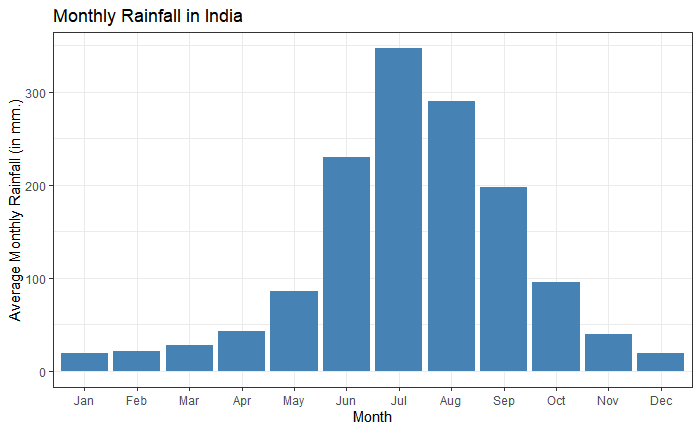 Monthly Rainfall in India
Average Monthly Rainfall (in mm.)
300
200
100
0
Jan Feb Mar Apr May Jun Jul Aug Sep Oct Nov Dec
Month